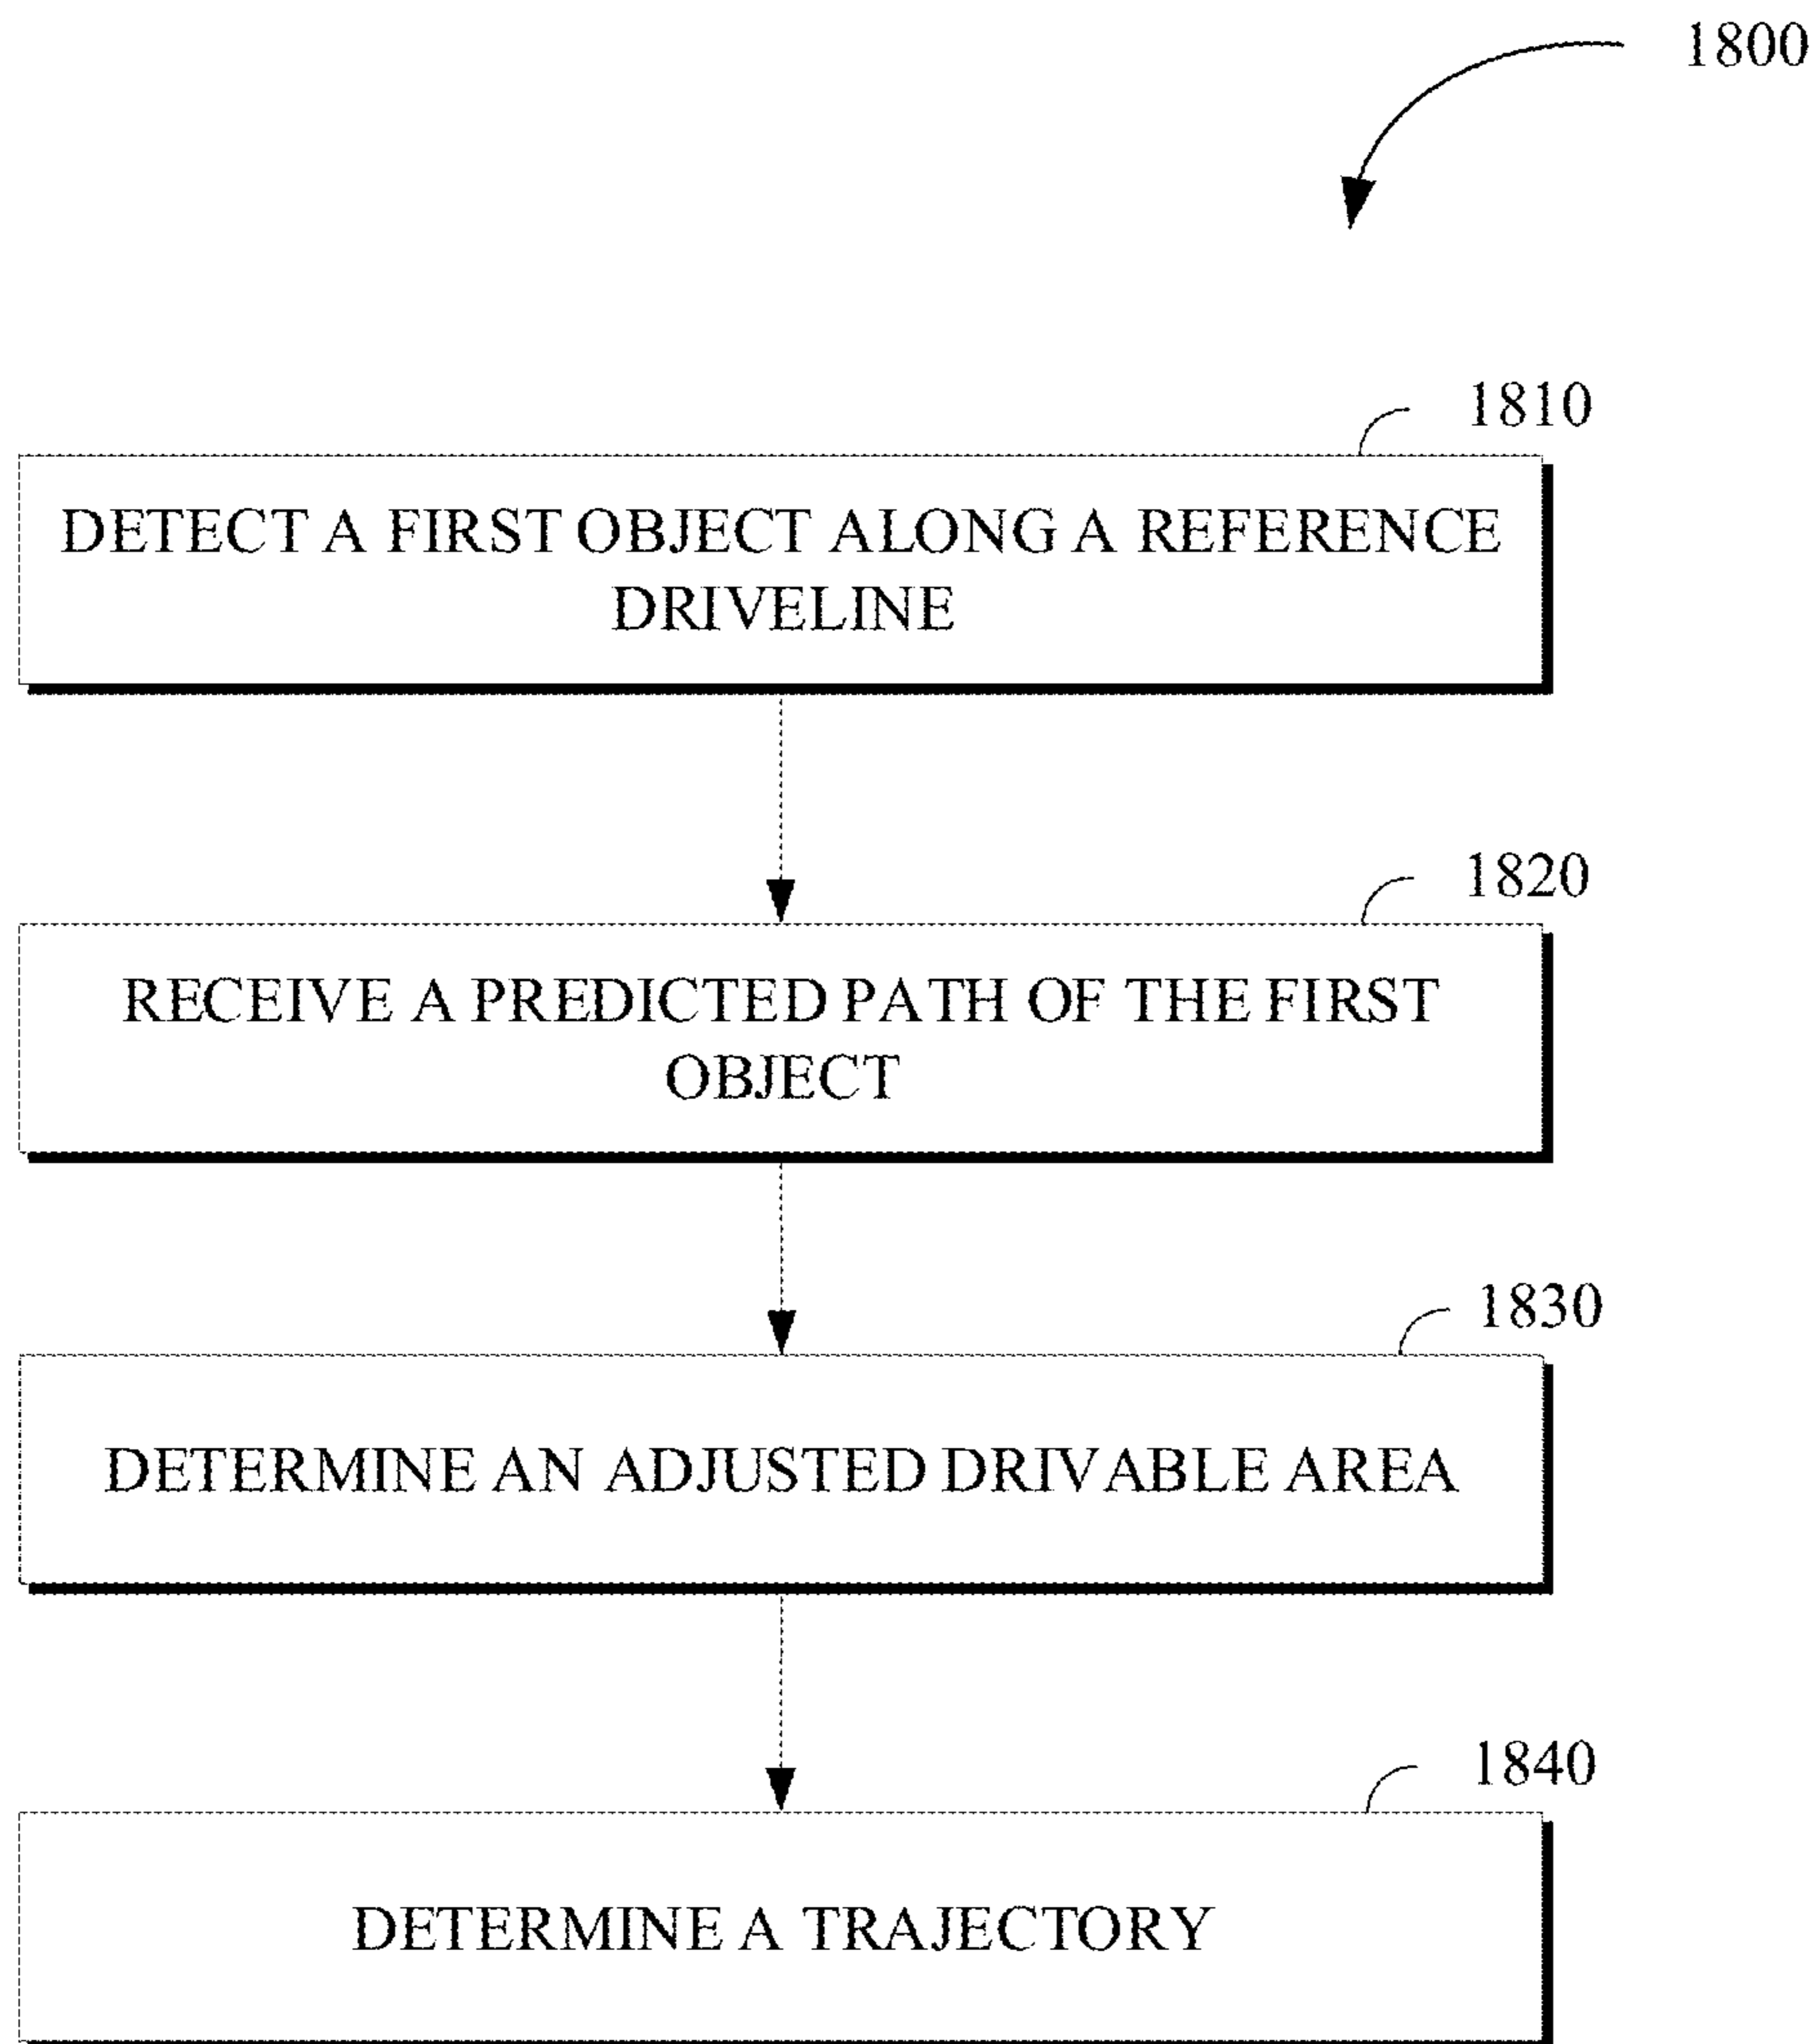 1800
1810
DETECT A FIRST OBJECT ALONG A REFERENCE
DRIVELINE
1820
RECEIVE A PREDICTED PATH OF THE FIRST
OBJECT
1830
DETERMINE AN ADJUSTED DRIVABLE AREA
1840
DETERMINE A TRAJECTORY